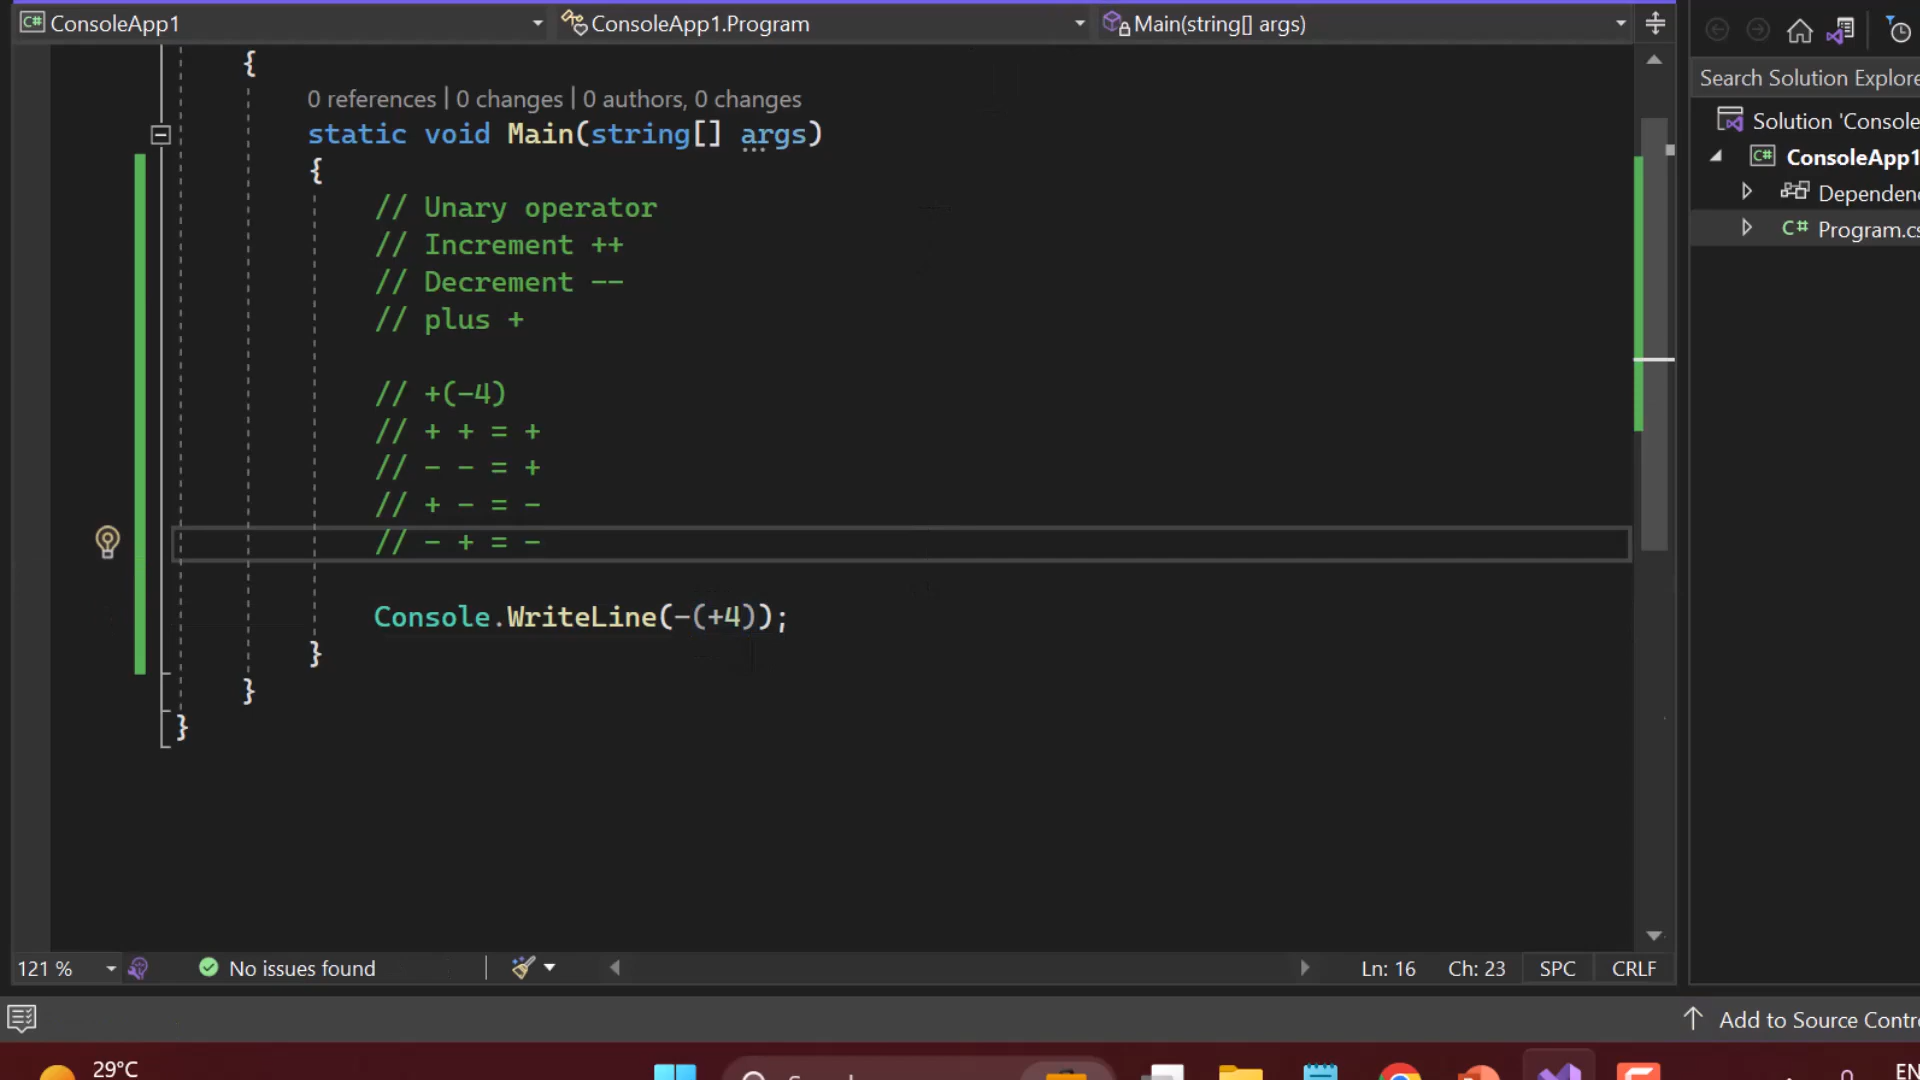 ConsoleApp1
ConsoleApp1.Program
Main(string[] args)
{
0 references | 0 changes | 0 authors, 0 changes
static void Main(string[] args)
{
// Unary operator
// Increment ++
// Decrement --
// plus +
// +(-4)
// + + = +
// - - = +
// + - = -
// - + = -
Console.WriteLine(-(+4));
}
}
}
121 %
No issues found
Ln: 16
Ch: 23
SPC
CRLF
Search Solution Explore
Solution 'Console
C# ConsoleApp1
Dependenc
C# Program.cs
Add to Source Contr
29°C
EN